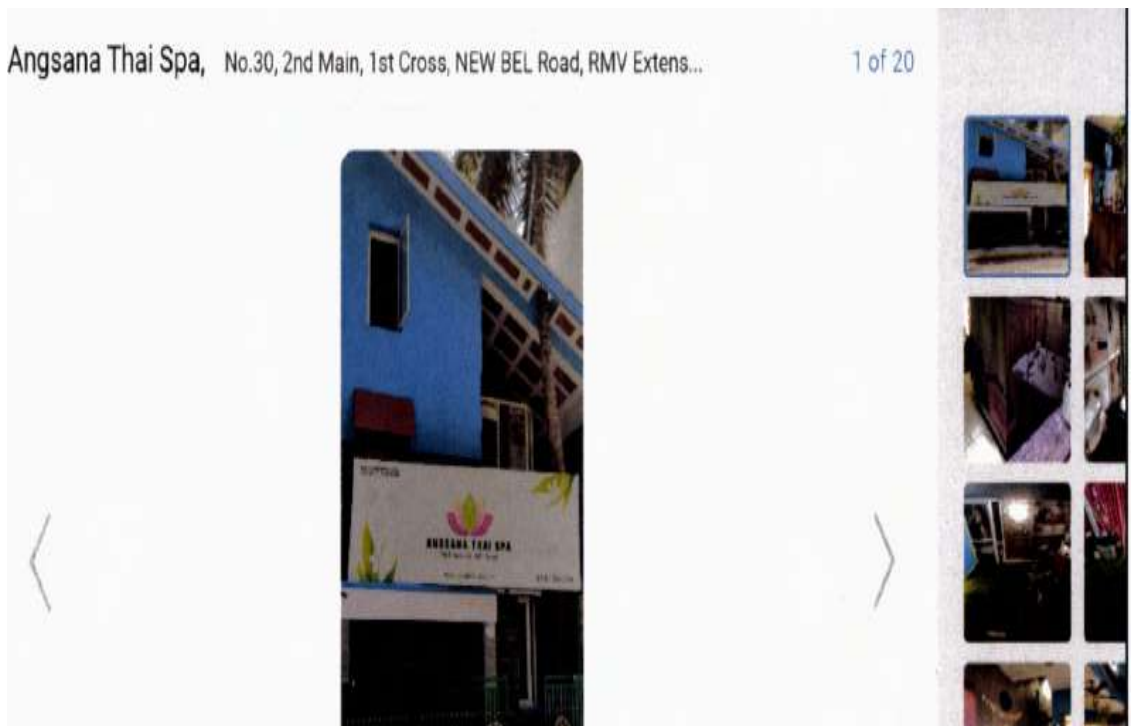 Angsana Thai Spa, No.30, 2nd Main, 1st Cross, NEW BEL Road, RMV Extens...
1 of 20
ANGSANA THAI SPA